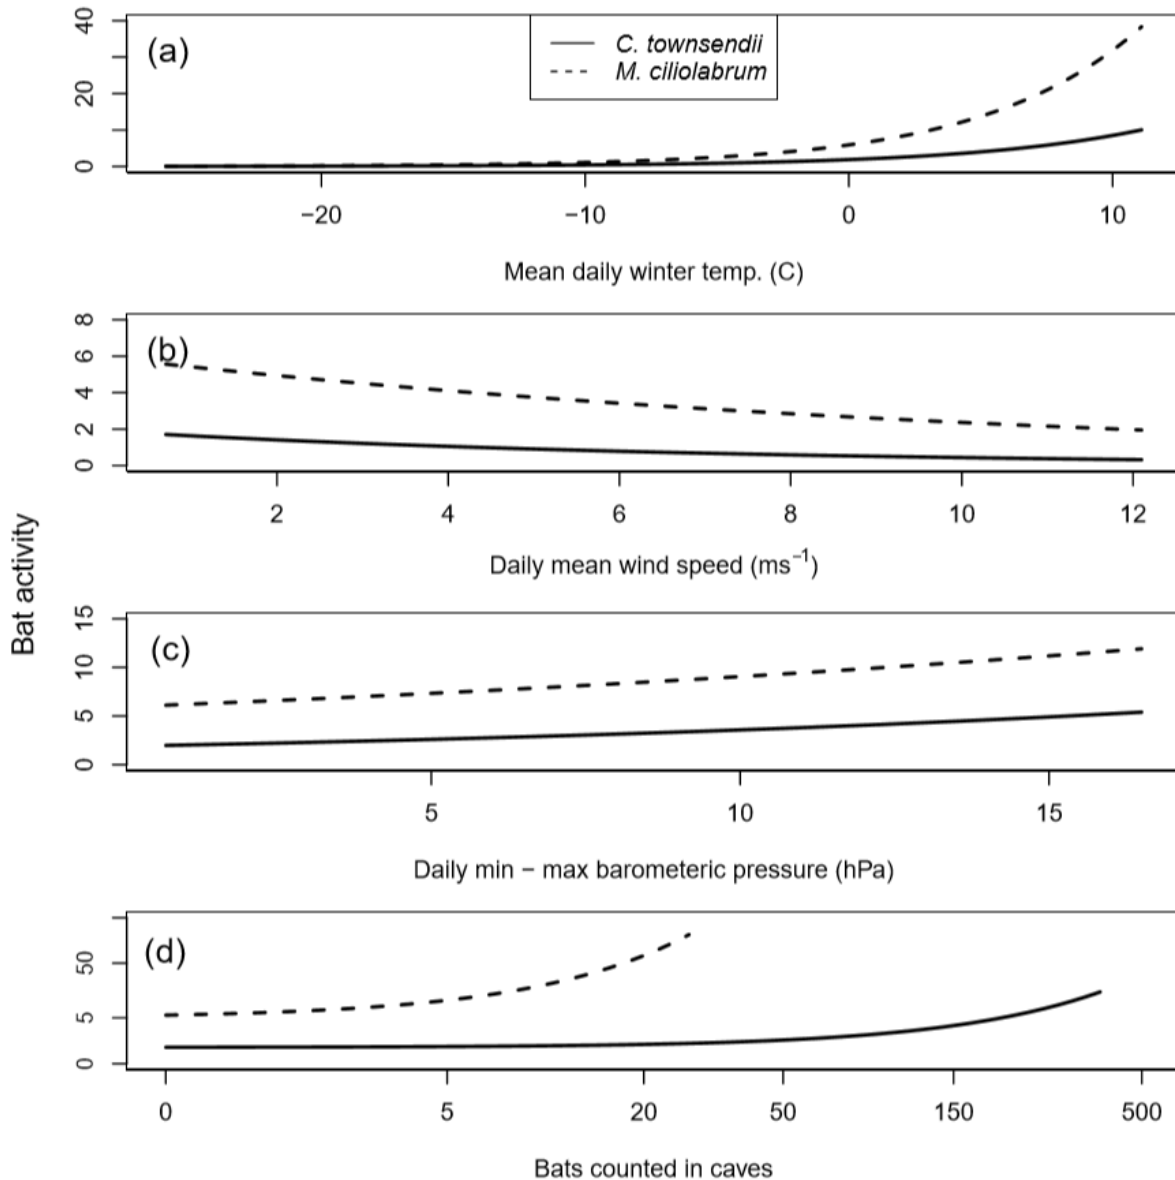 (a)
C. townsendii
M. ciliolabrum
40
20
0
−20 −10 0 10
Mean daily winter temp. (C)
(b)
8
6
4
2
0
2 4 6 8 10 12
Daily mean wind speed (ms−1)
Bat activity
(c)
15
10
5
0
5 10 15
Daily min − max barometeric pressure (hPa)
(d)
50
5
0
0 5 20 50 150 500
Bats counted in caves